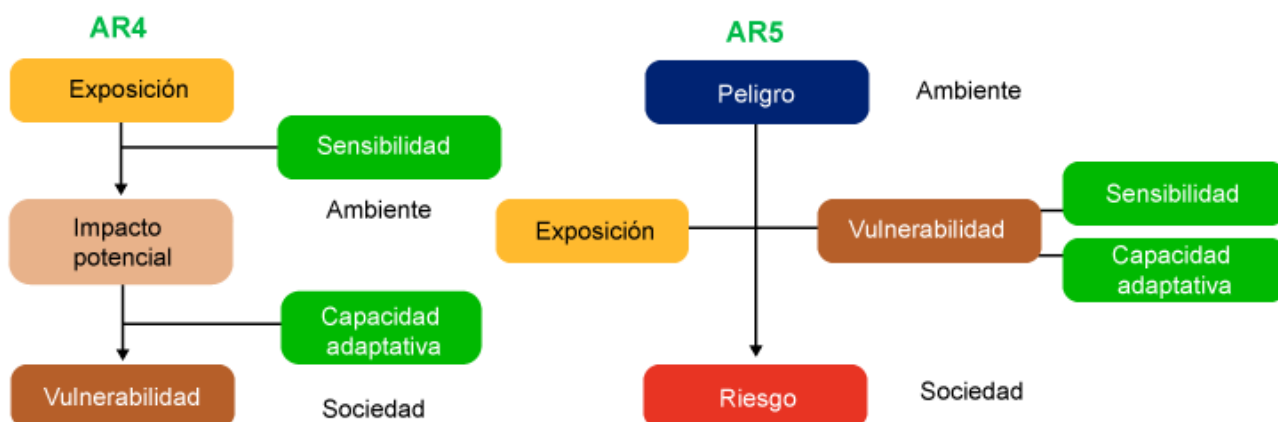 AR4
Exposición
Sensibilidad
Ambiente
Impacto
potencial
Capacidad
adaptativa
Vulnerabilidad
Sociedad
AR5
Peligro
Ambiente
Exposición
Vulnerabilidad
Sensibilidad
Capacidad
adaptativa
Riesgo
Sociedad